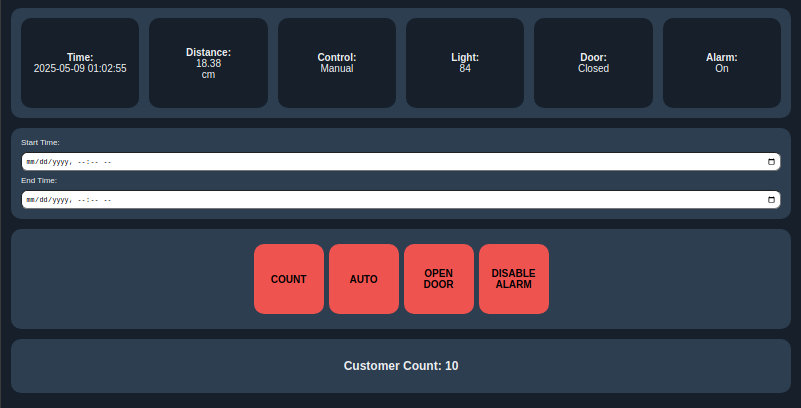 Time:
2025-05-09 01:02:55
Distance:
18.38
cm
Control:
Manual
Light:
84
Door:
Closed
Alarm:
On
Start Time:
mm/dd/yyyy, --:-- --
End Time:
mm/dd/yyyy, --:-- --
COUNT
AUTO
OPEN
DOOR
DISABLE
ALARM
Customer Count: 10